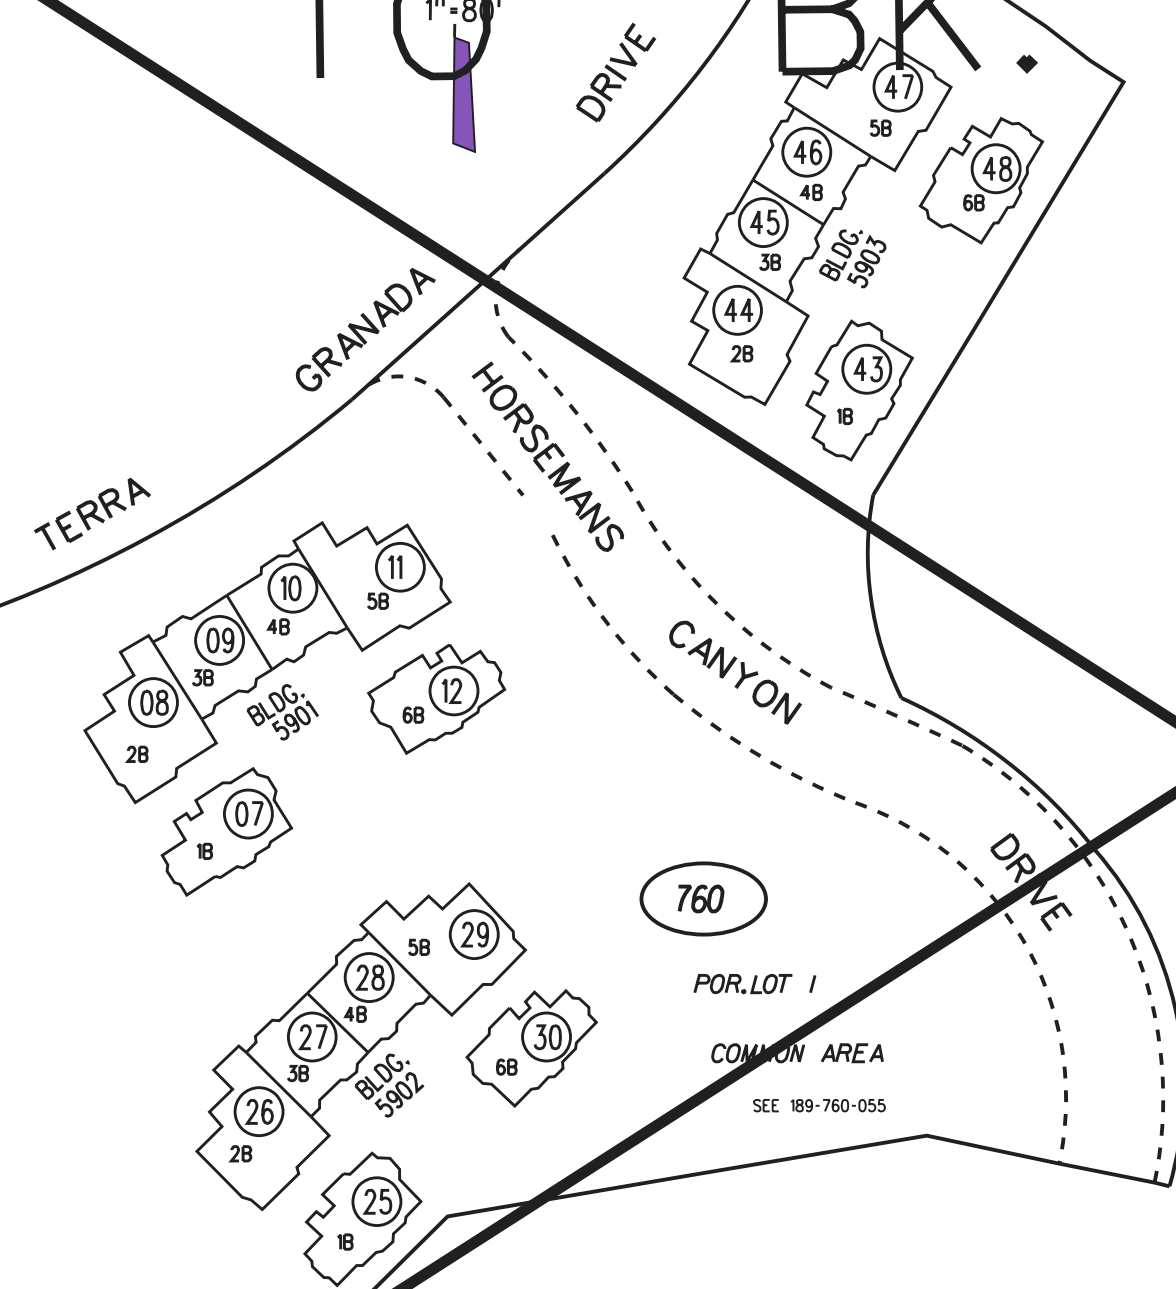 10
1"=80'
BK
TERRA GRANADA DRIVE
HORSEMANS CANYON DRIVE
47
5B
46
4B
48
6B
45
3B
BLDG.
5903
44
2B
43
1B
11
5B
10
4B
09
3B
12
6B
08
2B
BLDG.
5901
07
1B
760
29
5B
28
4B
POR.LOT 1
27
3B
30
6B
COMMON AREA
BLDG.
5902
26
2B
SEE 189-760-055
25
1B